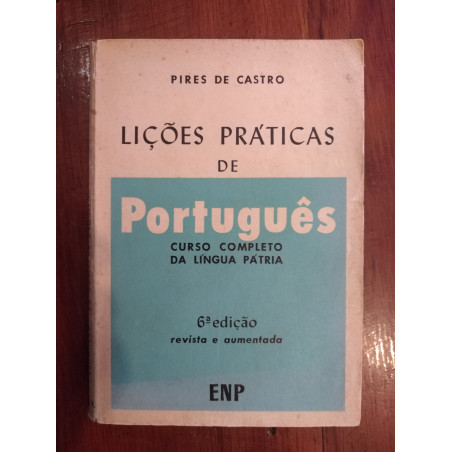 PIRES DE CASTRO
LIÇÕES PRÁTICAS
DE
Português
CURSO COMPLETO
DA LÍNGUA PÁTRIA
6ª edição
revista e aumentada
ENP